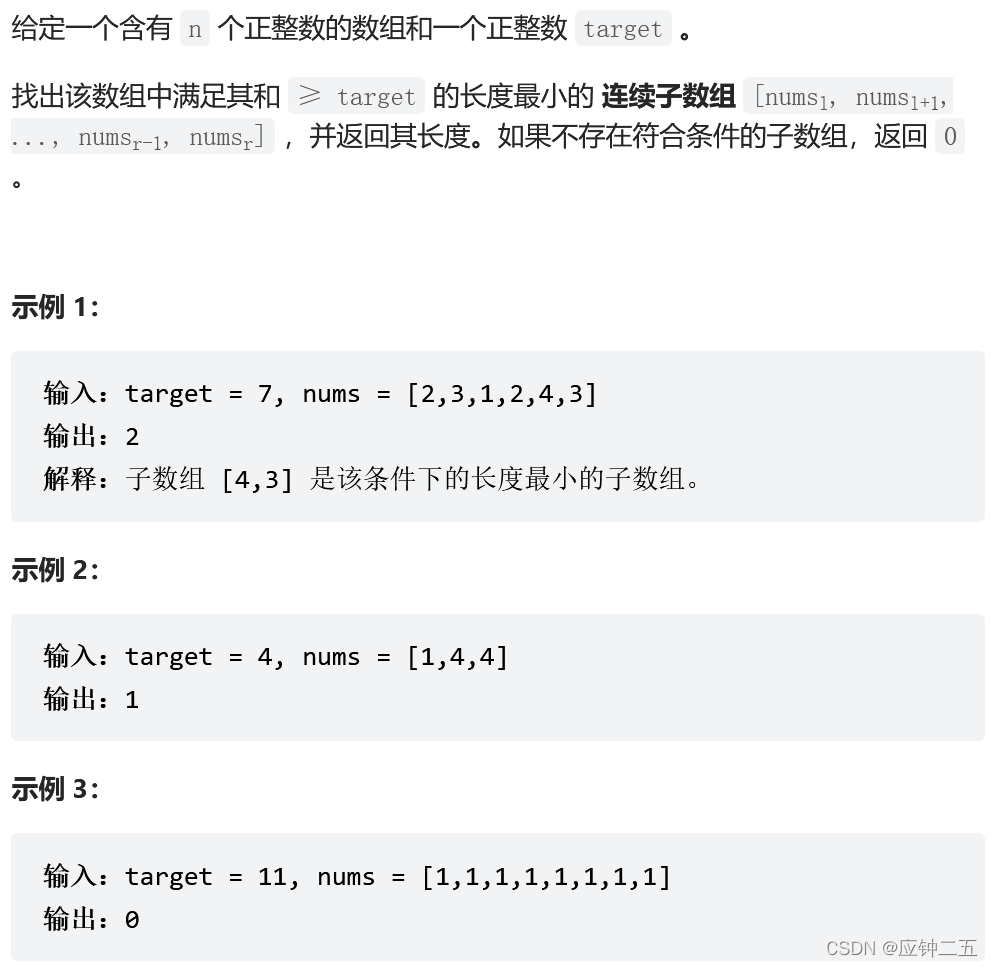 给定一个含有 n 个正整数的数组和一个正整数 target 。
找出该数组中满足其和 ≥ target 的长度最小的 连续子数组 [numsl, numsl+1,
..., numsr-1, numsr] ，并返回其长度。如果不存在符合条件的子数组，返回 0
。
示例 1：
输入：target = 7, nums = [2,3,1,2,4,3]
输出：2
解释：子数组 [4,3] 是该条件下的长度最小的子数组。
示例 2：
输入：target = 4, nums = [1,4,4]
输出：1
示例 3：
输入：target = 11, nums = [1,1,1,1,1,1,1,1]
输出：0
CSDN @应钟二五